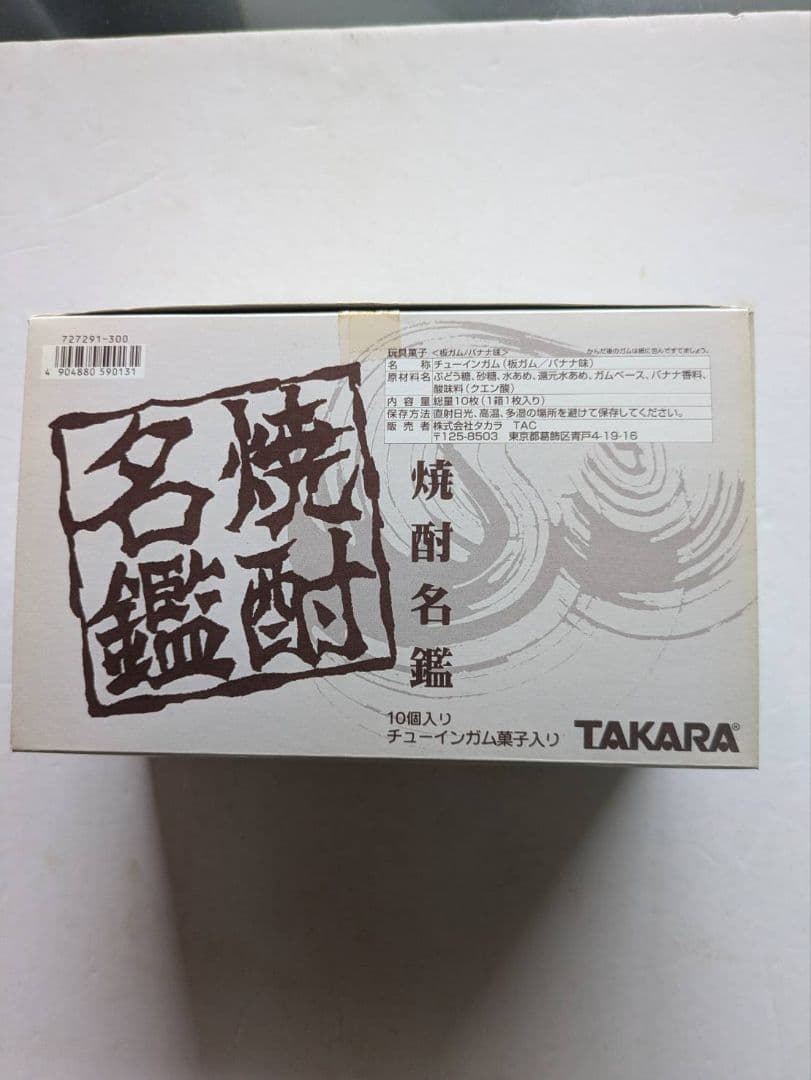 727291-300
4 904880 590131
玩具菓子 <板ガム/バナナ味>
かんだ後のガムは紙に包んですてましょう。
名 称 チューインガム(板ガム/バナナ味)
原材料名 ぶどう糖、砂糖、水あめ、還元水あめ、ガムベース、バナナ香料、
酸味料(クエン酸)
内 容 量 総量10枚(1箱1枚入り)
保存方法 直射日光、高温、多湿の場所を避けて保存してください。
販 売 者 株式会社タカラ TAC
〒125-8503 東京都葛飾区青戸4-19-16
焼酎
名鑑
焼酎名鑑
10個入り
チューインガム菓子入り
TAKARA®